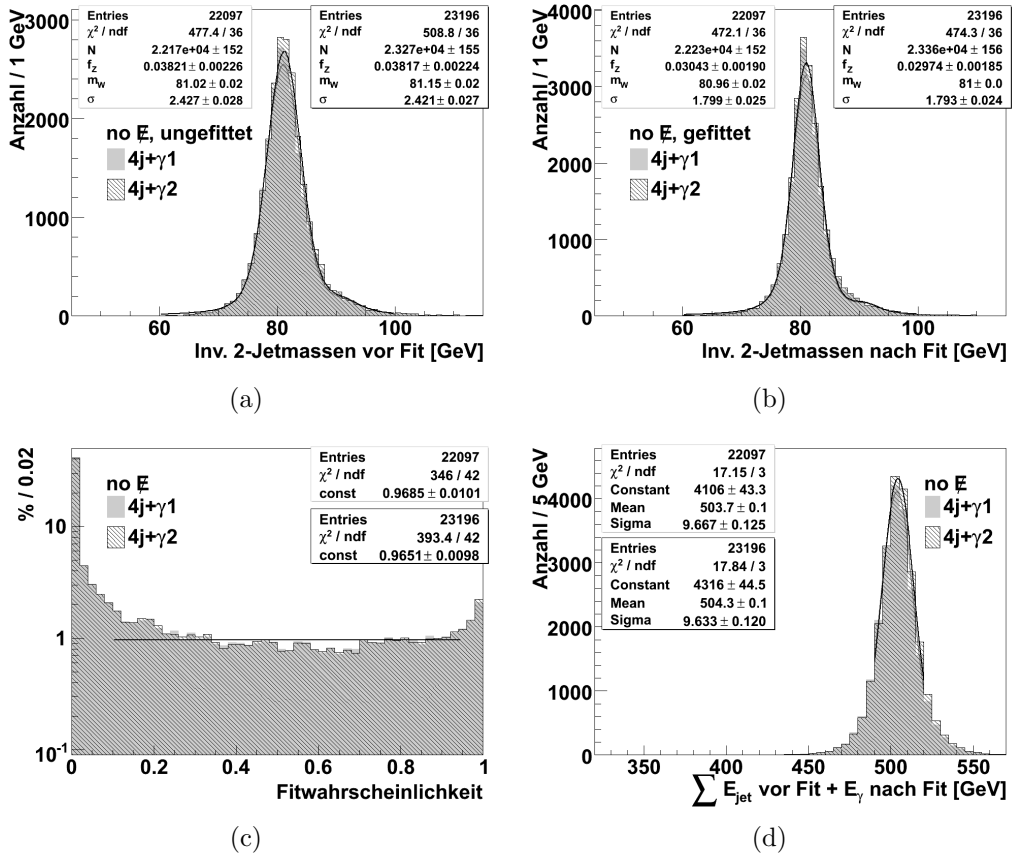 Anzahl / 1 GeV
3000
2000
1000
0
60
80
100
Inv. 2-Jetmassen vor Fit [GeV]
Entries 22097
χ² / ndf 477.4 / 36
N 2.217e+04 ± 152
f_Z 0.03821 ± 0.00226
m_W 81.02 ± 0.02
σ 2.427 ± 0.028
Entries 23196
χ² / ndf 508.8 / 36
N 2.327e+04 ± 155
f_Z 0.03817 ± 0.00224
m_W 81.15 ± 0.02
σ 2.421 ± 0.027
no E̸, ungefittet
4j+γ1
4j+γ2
(a)
Anzahl / 1 GeV
4000
3000
2000
1000
0
60
80
100
Inv. 2-Jetmassen nach Fit [GeV]
Entries 22097
χ² / ndf 472.1 / 36
N 2.223e+04 ± 152
f_Z 0.03043 ± 0.00190
m_W 80.96 ± 0.02
σ 1.799 ± 0.025
Entries 23196
χ² / ndf 474.3 / 36
N 2.336e+04 ± 156
f_Z 0.02974 ± 0.00185
m_W 81 ± 0.0
σ 1.793 ± 0.024
no E̸, gefittet
4j+γ1
4j+γ2
(b)
% / 0.02
10
1
10⁻¹
0
0.2
0.4
0.6
0.8
1
Fitwahrscheinlichkeit
no E̸
4j+γ1
4j+γ2
Entries 22097
χ² / ndf 346 / 42
const 0.9685 ± 0.0101
Entries 23196
χ² / ndf 393.4 / 42
const 0.9651 ± 0.0098
(c)
Anzahl / 5 GeV
4000
3000
2000
1000
0
350
400
450
500
550
∑ E_jet vor Fit + E_γ nach Fit [GeV]
Entries 22097
χ² / ndf 17.15 / 3
Constant 4106 ± 43.3
Mean 503.7 ± 0.1
Sigma 9.667 ± 0.125
Entries 23196
χ² / ndf 17.84 / 3
Constant 4316 ± 44.5
Mean 504.3 ± 0.1
Sigma 9.633 ± 0.120
no E̸
4j+γ1
4j+γ2
(d)